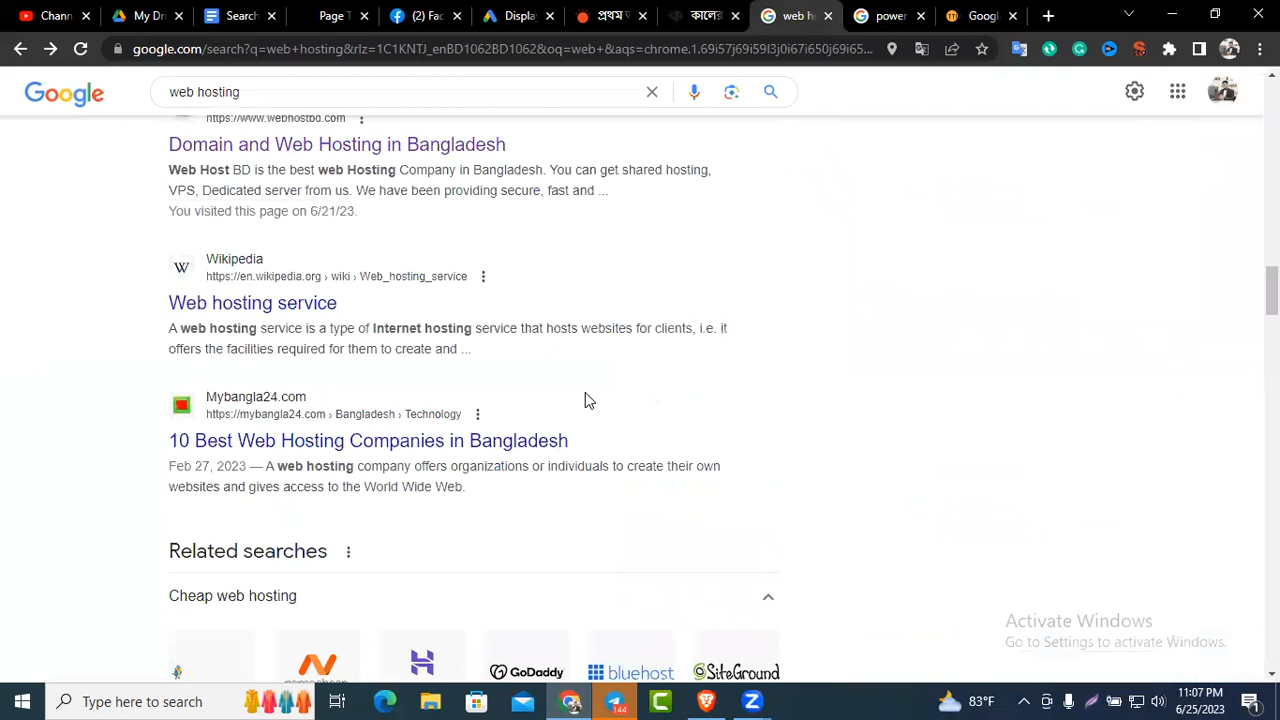 Chann
My Dri
Search
Page T
Fac
Display
প্রথম
কালের
web h
power
Googl
google.com/search?q=web+hosting&rlz=1C1KNTJ_enBD1062BD1062&oq=web+&aqs=chrome.1.69i57j69i59l3j0i67i650j69i65...
Google
web hosting
https://www.webhostbd.com
Domain and Web Hosting in Bangladesh
Web Host BD is the best web Hosting Company in Bangladesh. You can get shared hosting,
VPS, Dedicated server from us. We have been providing secure, fast and ...
You visited this page on 6/21/23.
W
Wikipedia
https://en.wikipedia.org › wiki › Web_hosting_service
Web hosting service
A web hosting service is a type of Internet hosting service that hosts websites for clients, i.e. it
offers the facilities required for them to create and ...
Mybangla24.com
https://mybangla24.com › Bangladesh › Technology
10 Best Web Hosting Companies in Bangladesh
Feb 27, 2023 — A web hosting company offers organizations or individuals to create their own
websites and gives access to the World Wide Web.
Related searches
Cheap web hosting
GoDaddy
bluehost
SiteGround
Activate Windows
Go to Settings to activate Windows.
Type here to search
144
83°F
11:07 PM
6/25/2023
1